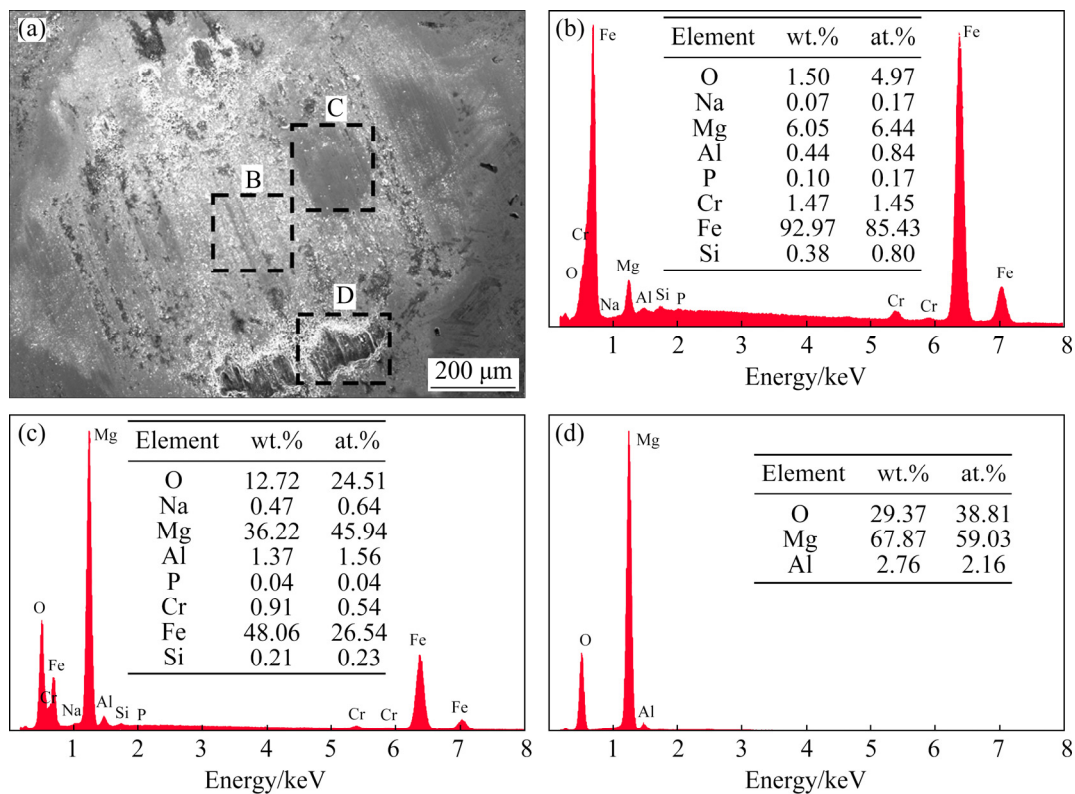 (a)
C
B
D
200 μm
(b)
Fe
Fe
Element wt.% at.%
O 1.50 4.97
Na 0.07 0.17
Mg 6.05 6.44
Al 0.44 0.84
P 0.10 0.17
Cr 1.47 1.45
Fe 92.97 85.43
Si 0.38 0.80
Cr
O
Na
Mg
Al
Si
P
Cr
Cr
Fe
1 2 3 4 5 6 7 8
Energy/keV
(c)
Mg
Element wt.% at.%
O 12.72 24.51
Na 0.47 0.64
Mg 36.22 45.94
Al 1.37 1.56
P 0.04 0.04
Cr 0.91 0.54
Fe 48.06 26.54
Si 0.21 0.23
O
Fe
Cr
Na
Al
Si
P
Cr
Cr
Fe
Fe
1 2 3 4 5 6 7 8
Energy/keV
(d)
Mg
Element wt.% at.%
O 29.37 38.81
Mg 67.87 59.03
Al 2.76 2.16
O
Al
1 2 3 4 5 6 7 8
Energy/keV